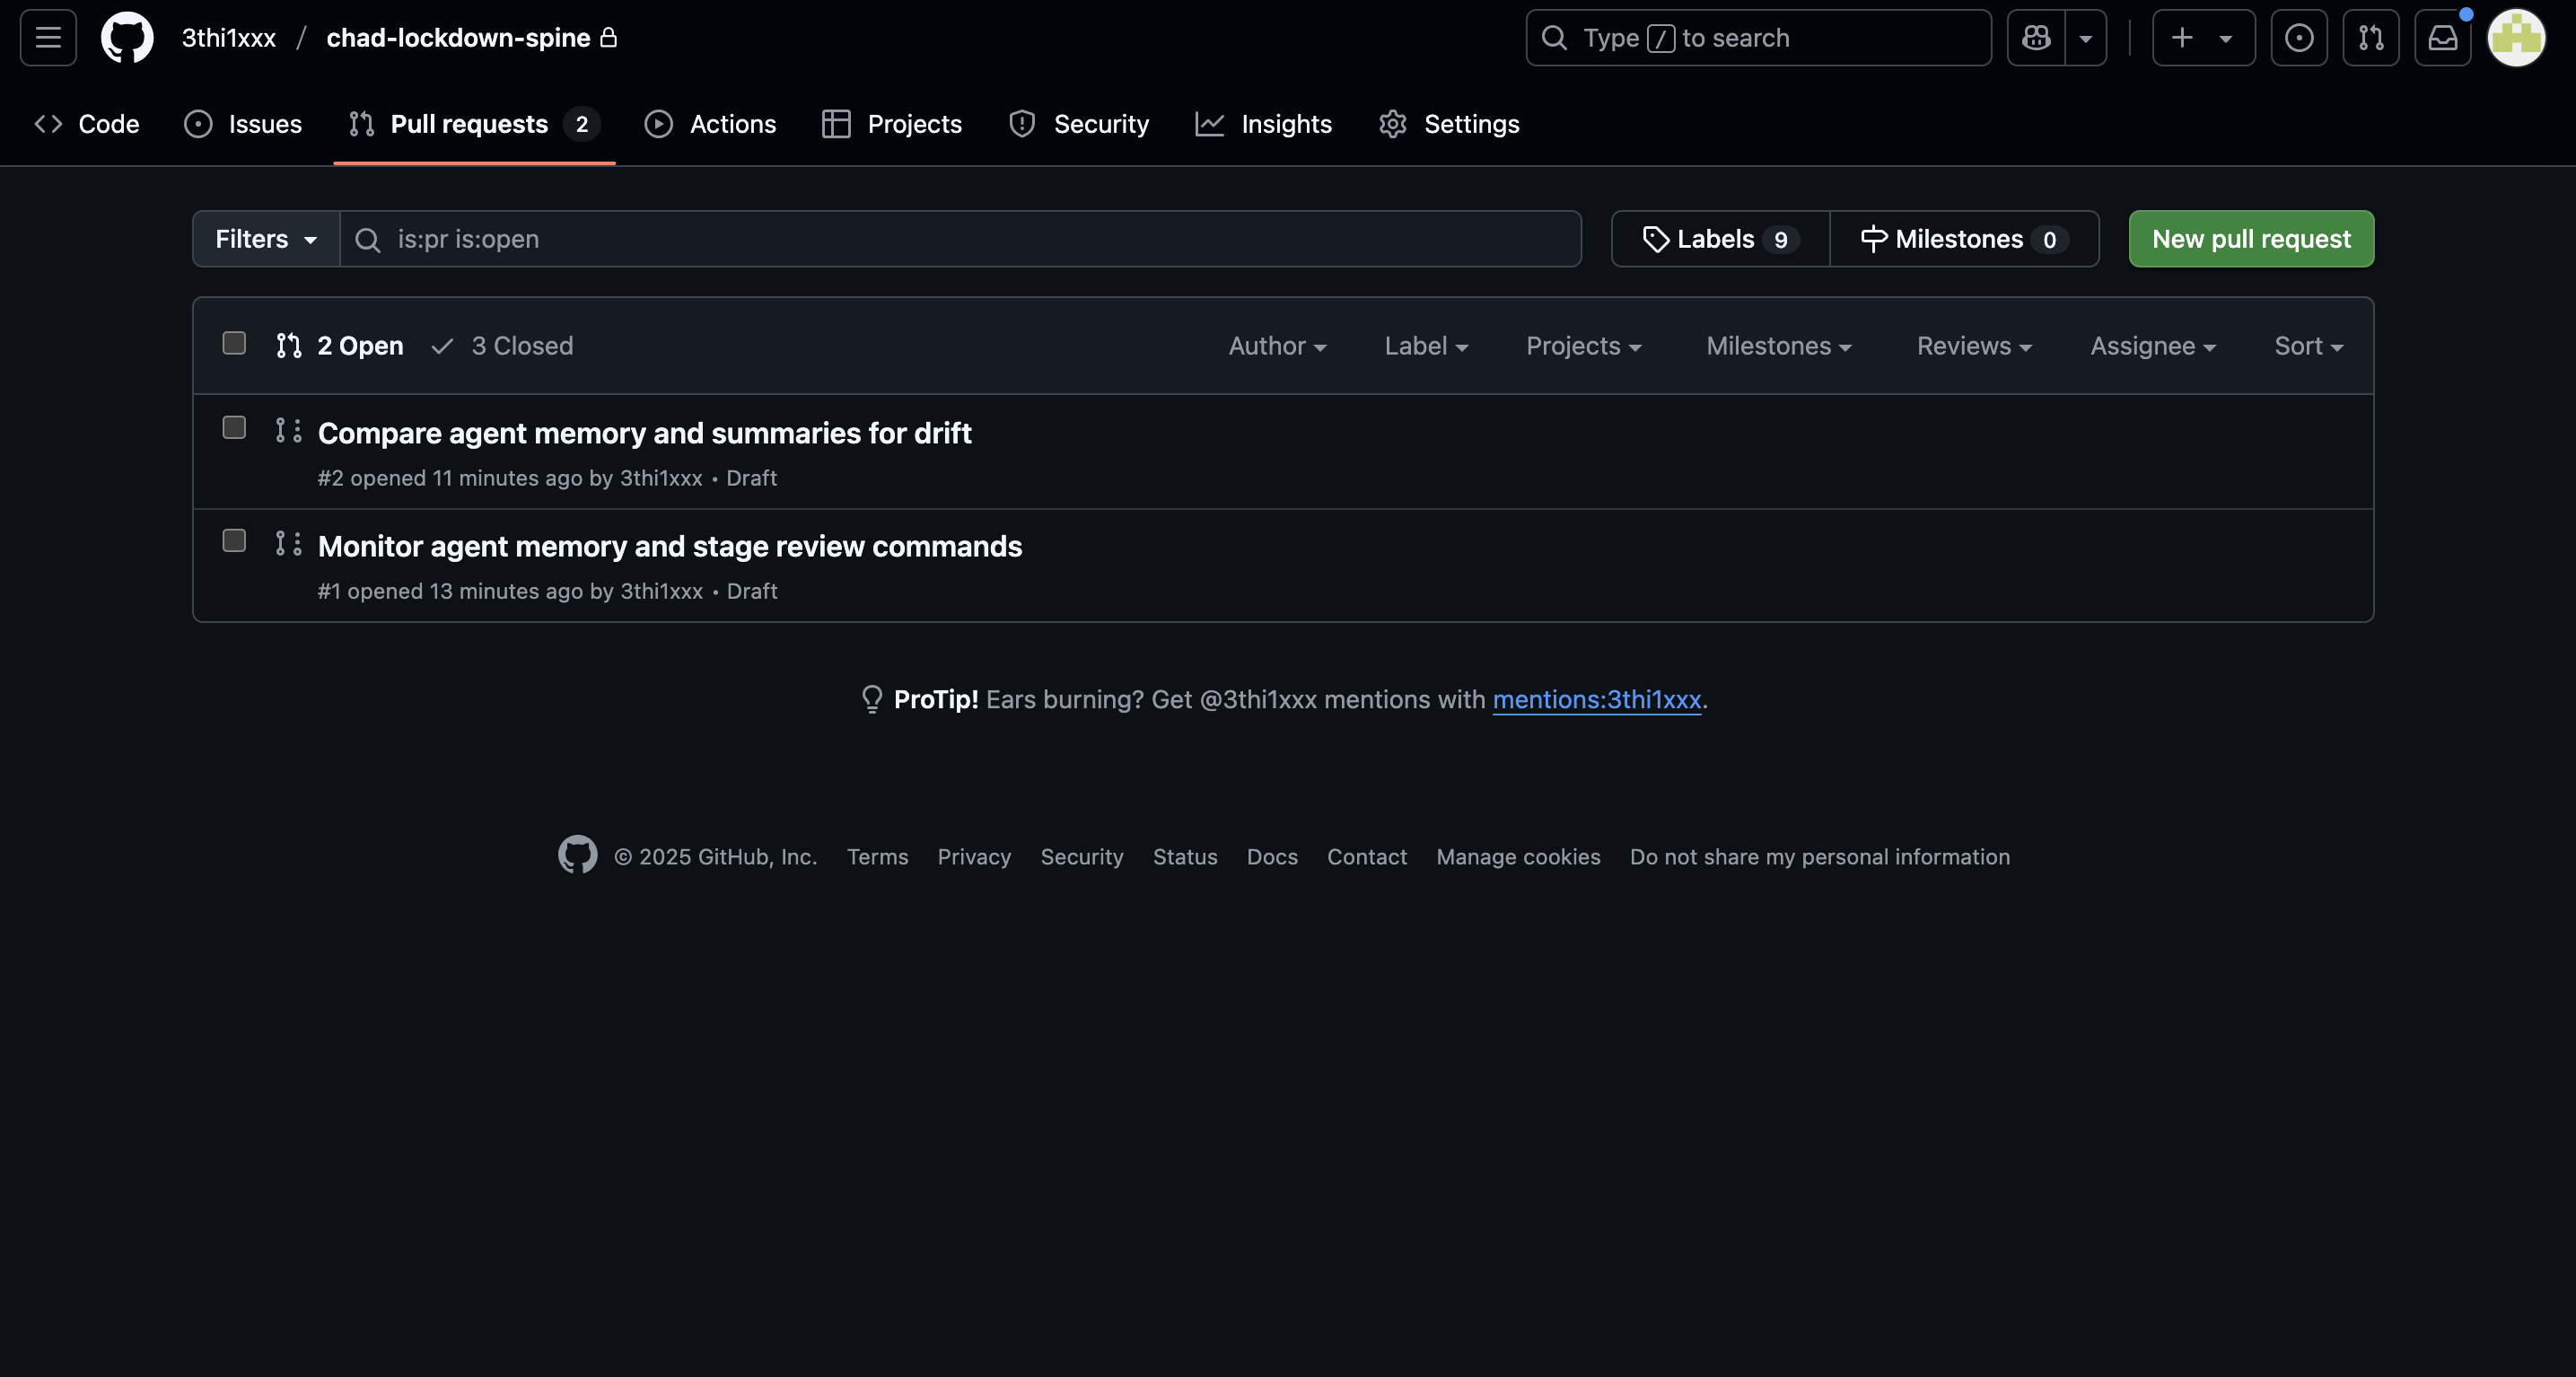 3thi1xxx / chad-lockdown-spine
Type / to search
Code
Issues
Pull requests 2
Actions
Projects
Security
Insights
Settings
Filters
is:pr is:open
Labels 9
Milestones 0
New pull request
2 Open
3 Closed
Author
Label
Projects
Milestones
Reviews
Assignee
Sort
Compare agent memory and summaries for drift
#2 opened 11 minutes ago by 3thi1xxx • Draft
Monitor agent memory and stage review commands
#1 opened 13 minutes ago by 3thi1xxx • Draft
ProTip! Ears burning? Get @3thi1xxx mentions with mentions:3thi1xxx.
© 2025 GitHub, Inc.
Terms
Privacy
Security
Status
Docs
Contact
Manage cookies
Do not share my personal information